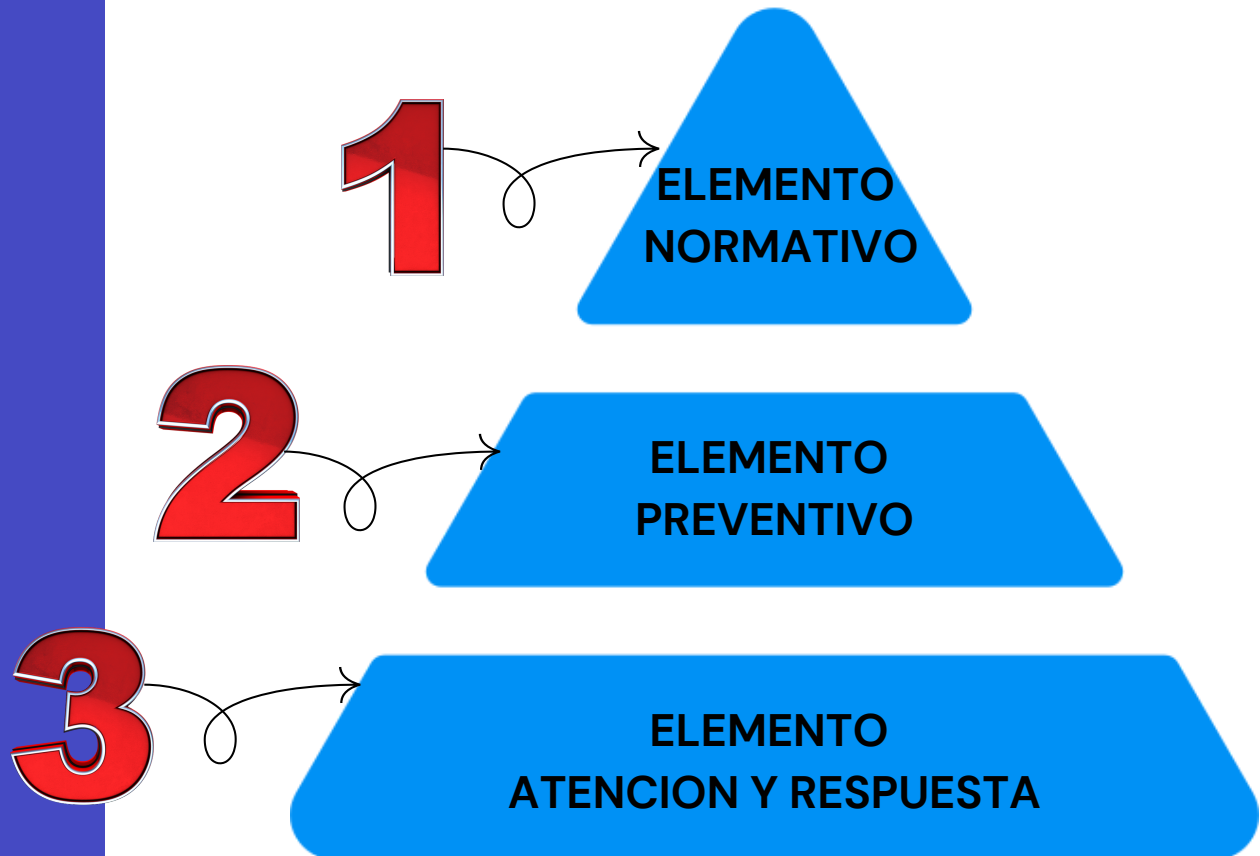 1
ELEMENTO
NORMATIVO
2
ELEMENTO
PREVENTIVO
3
ELEMENTO
ATENCION Y RESPUESTA